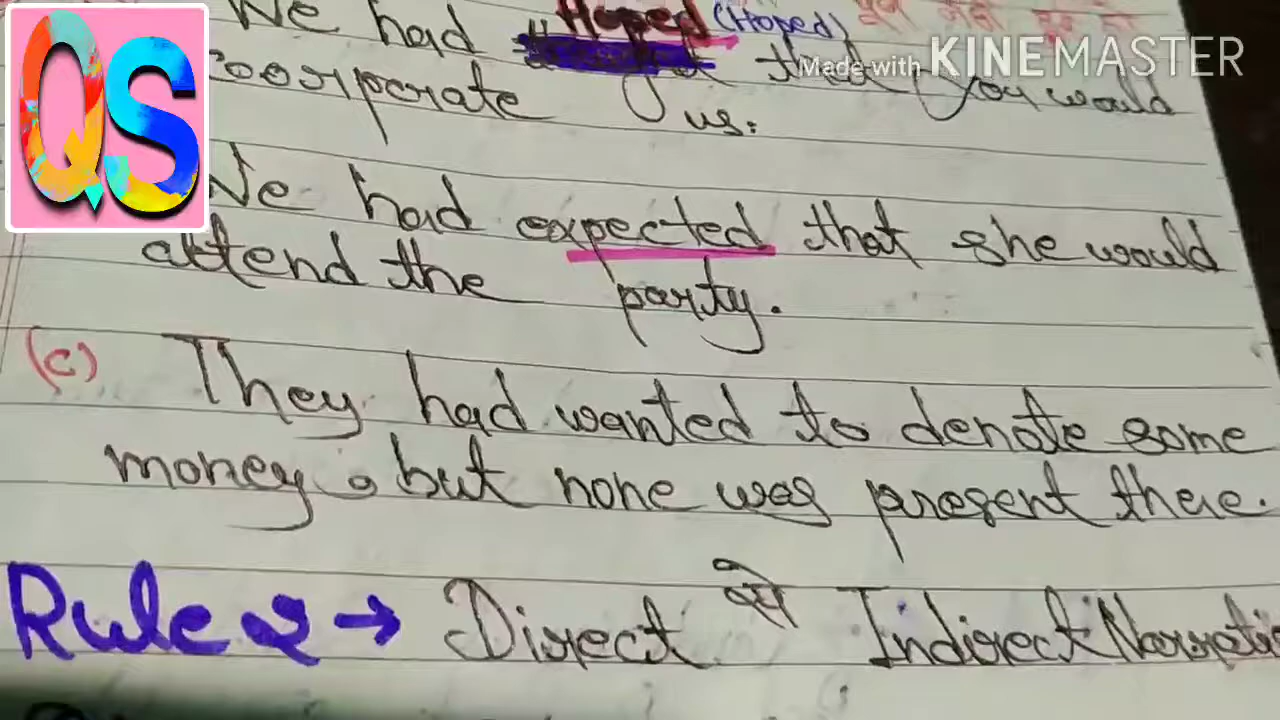 We had Hoped (Hoped) that you would
Made with KINEMASTER
QS
coorporate us.
We had expected that she would
attend the party.
(c) They had wanted to denote some
money, but none was present there.
Rule 2 → Direct से Indirect Narrati